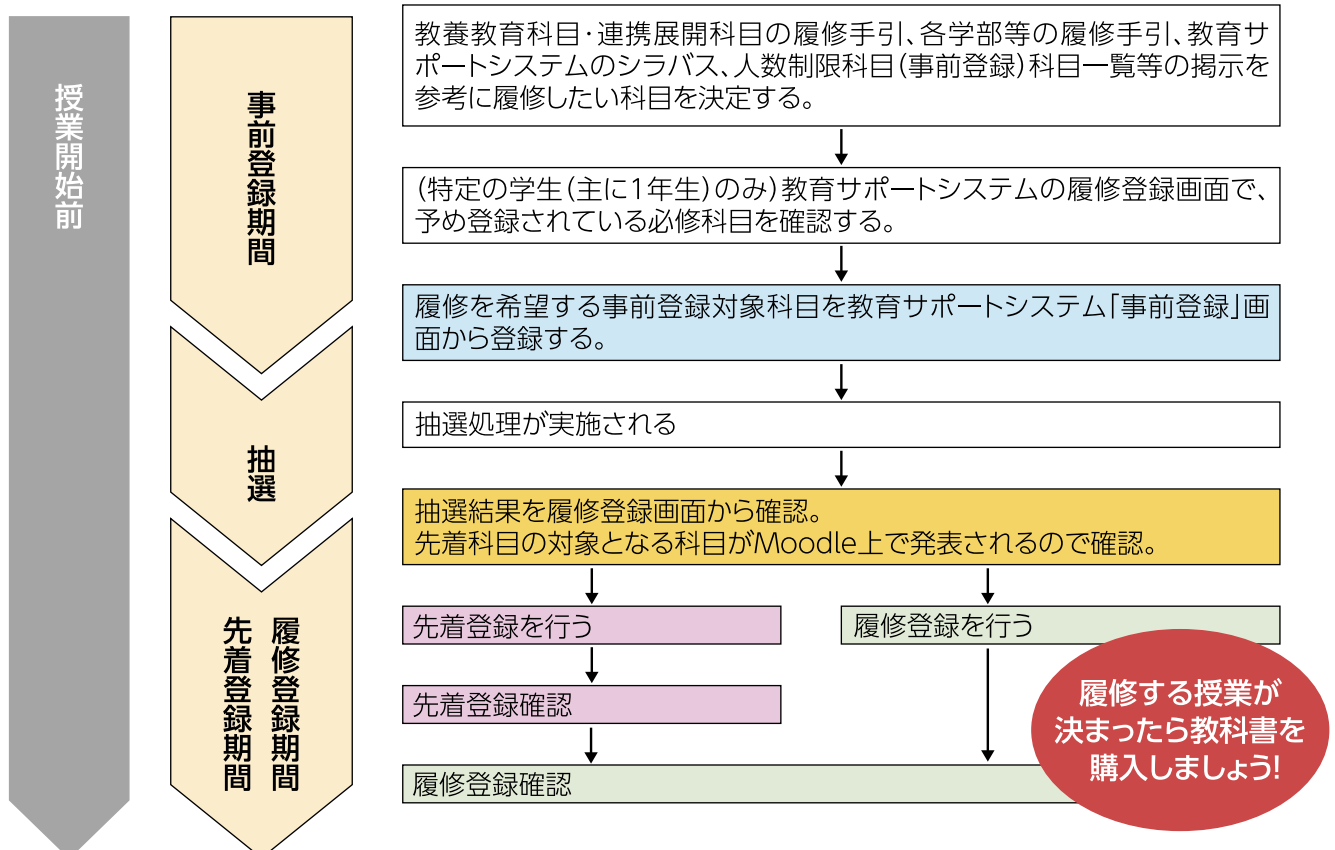 授業開始前
事前登録期間
教養教育科目・連携展開科目の履修手引、各学部等の履修手引、教育サ
ポートシステムのシラバス、人数制限科目(事前登録)科目一覧等の掲示を
参考に履修したい科目を決定する。
(特定の学生(主に1年生)のみ)教育サポートシステムの履修登録画面で、
予め登録されている必修科目を確認する。
履修を希望する事前登録対象科目を教育サポートシステム「事前登録」画
面から登録する。
抽選
抽選処理が実施される
抽選結果を履修登録画面から確認。
先着科目の対象となる科目がMoodle上で発表されるので確認。
履修登録期間
先着登録期間
先着登録を行う
履修登録を行う
先着登録確認
履修登録確認
履修する授業が
決まったら教科書を
購入しましょう!